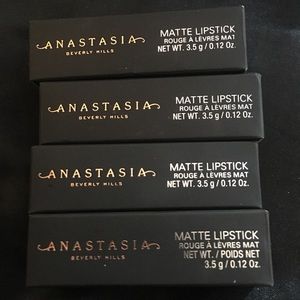 ANASTASIA
BEVERLY HILLS
MATTE LIPSTICK
ROUGE À LÈVRES MAT
NET WT. 3.5 g / 0.12 Oz.
ANASTASIA
BEVERLY HILLS
MATTE LIPSTICK
ROUGE À LÈVRES MAT
NET WT. 3.5 g / 0.12 Oz.
ANASTASIA
BEVERLY HILLS
MATTE LIPSTICK
ROUGE À LÈVRES MAT
NET WT. 3.5 g / 0.12 Oz.
ANASTASIA
BEVERLY HILLS
MATTE LIPSTICK
ROUGE À LÈVRES MAT
NET WT. / POIDS NET
3.5 g / 0.12 Oz.